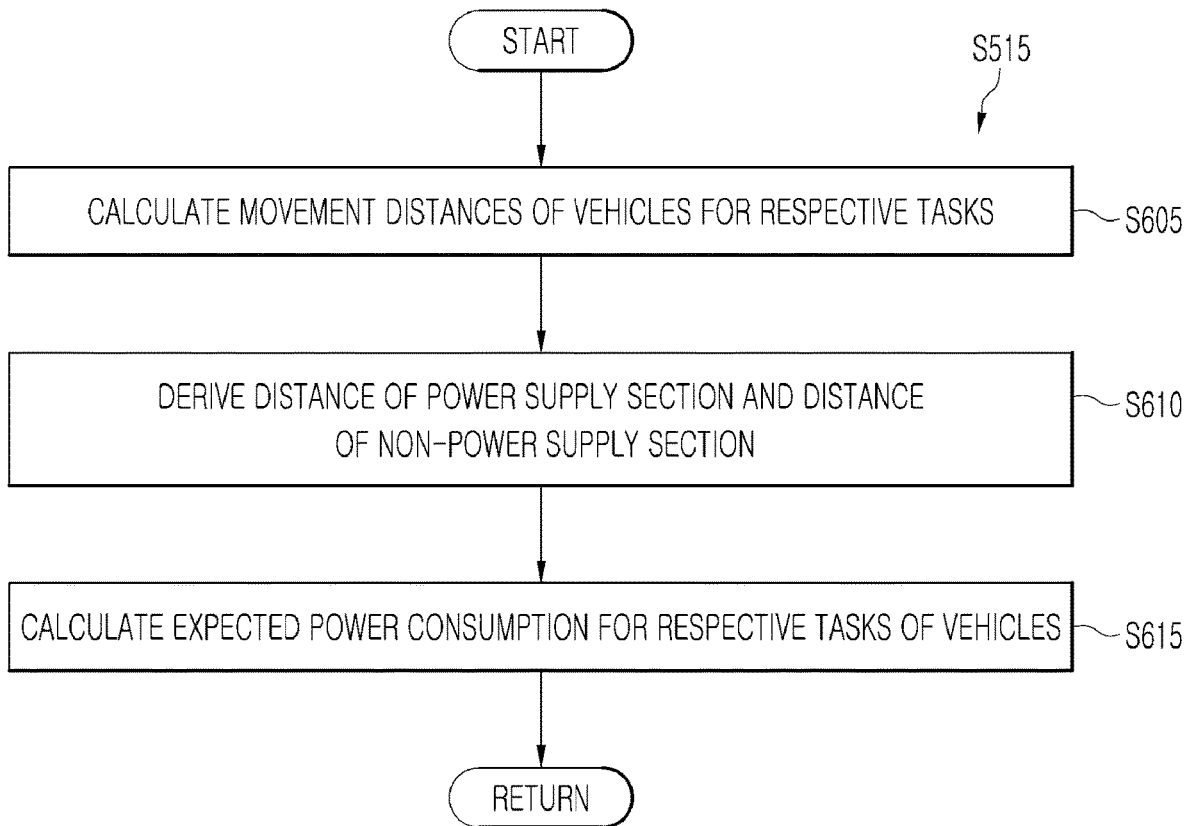 START
S515
CALCULATE MOVEMENT DISTANCES OF VEHICLES FOR RESPECTIVE TASKS
S605
DERIVE DISTANCE OF POWER SUPPLY SECTION AND DISTANCE
OF NON-POWER SUPPLY SECTION
S610
CALCULATE EXPECTED POWER CONSUMPTION FOR RESPECTIVE TASKS OF VEHICLES
S615
RETURN